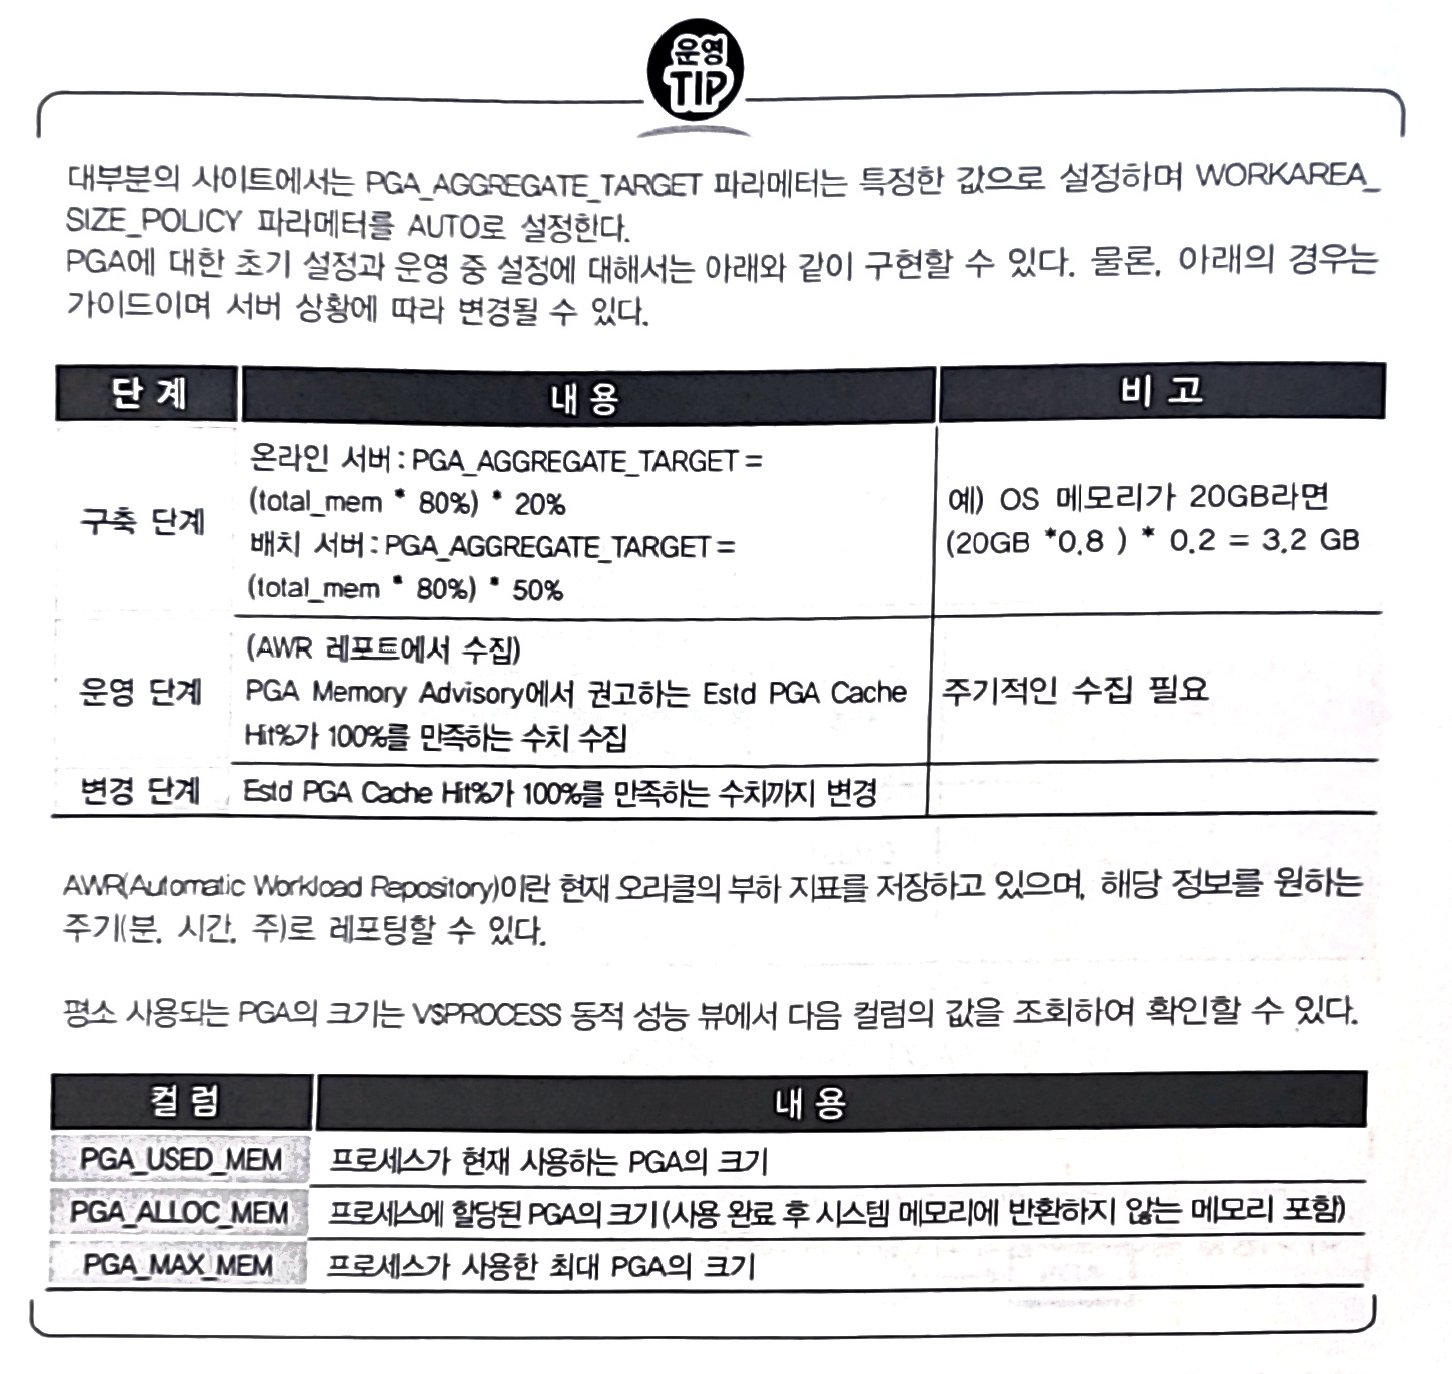 운영
TIP
대부분의 사이트에서는 PGA_AGGREGATE_TARGET 파라메터는 특정한 값으로 설정하며 WORKAREA_
SIZE_POLICY 파라메터를 AUTO로 설정한다.
PGA에 대한 초기 설정과 운영 중 설정에 대해서는 아래와 같이 구현할 수 있다. 물론, 아래의 경우는
가이드이며 서버 상황에 따라 변경될 수 있다.
단계 내용 비고
온라인 서버 : PGA_AGGREGATE_TARGET =
(total_mem * 80%) * 20%
배치 서버 : PGA_AGGREGATE_TARGET =
(total_mem * 80%) * 50%
구축 단계
예) OS 메모리가 20GB라면
(20GB *0.8 ) * 0.2 = 3.2 GB
(AWR 레포트에서 수집)
운영 단계 PGA Memory Advisory에서 권고하는 Estd PGA Cache 주기적인 수집 필요
Hit%가 100%를 만족하는 수치 수집
변경 단계 Estd PGA Cache Hit%가 100%를 만족하는 수치까지 변경
AWR(Automatic Workload Repository)이란 현재 오라클의 부하 지표를 저장하고 있으며, 해당 정보를 원하는
주기(분, 시간, 주)로 레포팅할 수 있다.
평소 사용되는 PGA의 크기는 V$PROCESS 동적 성능 뷰에서 다음 컬럼의 값을 조회하여 확인할 수 있다.
컬럼 내용
PGA_USED_MEM 프로세스가 현재 사용하는 PGA의 크기
PGA_ALLOC_MEM 프로세스에 할당된 PGA의 크기(사용 완료 후 시스템 메모리에 반환하지 않는 메모리 포함)
PGA_MAX_MEM 프로세스가 사용한 최대 PGA의 크기